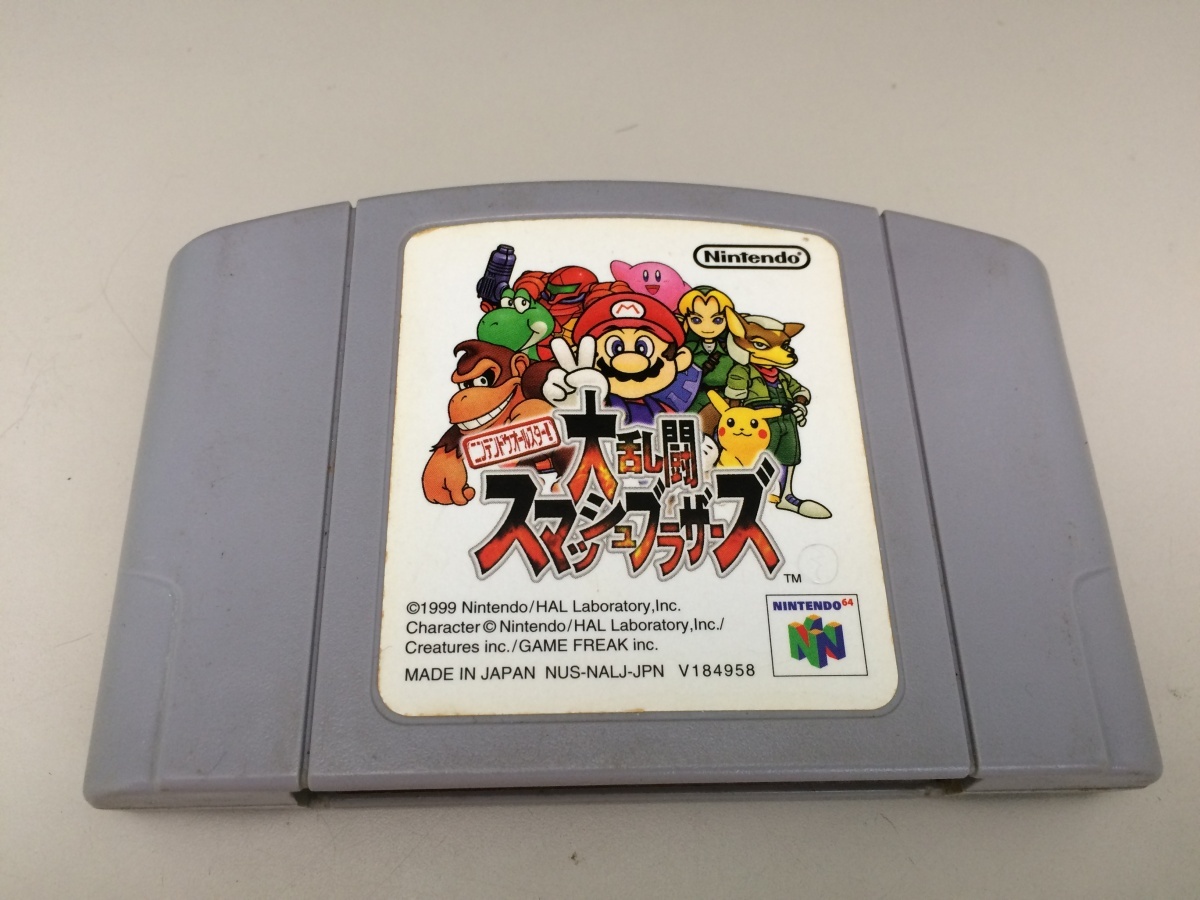 Nintendo®
M
ニンテンドウオールスター!
大乱闘
スマッシュブラザーズ
™
©1999 Nintendo/HAL Laboratory,Inc.
Character © Nintendo/HAL Laboratory,Inc./
Creatures inc./GAME FREAK inc.
MADE IN JAPAN NUS-NALJ-JPN V184958
NINTENDO64